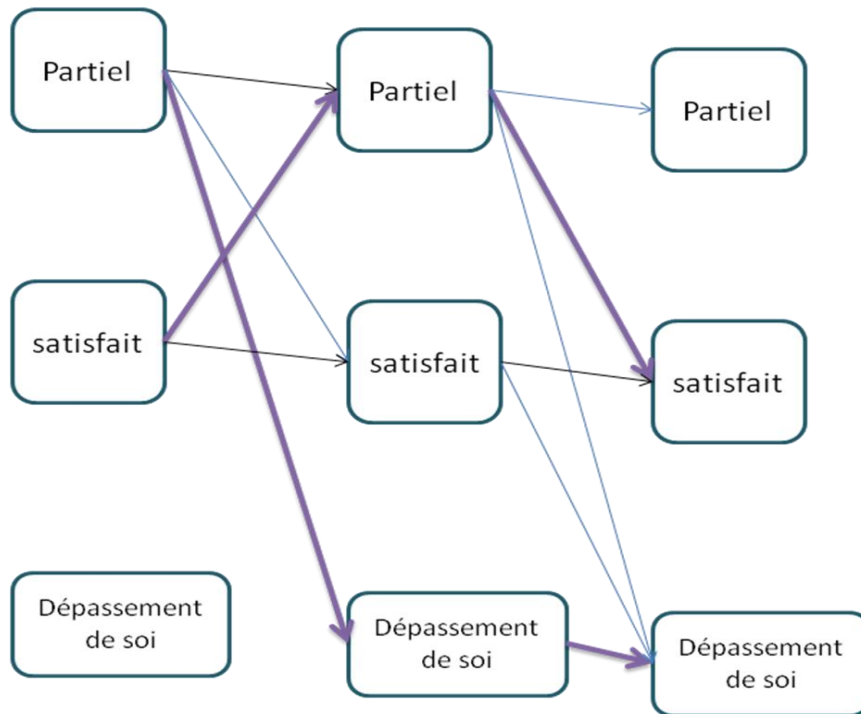 Partiel
Partiel
Partiel
satisfait
satisfait
satisfait
Dépassement
de soi
Dépassement
de soi
Dépassement
de soi